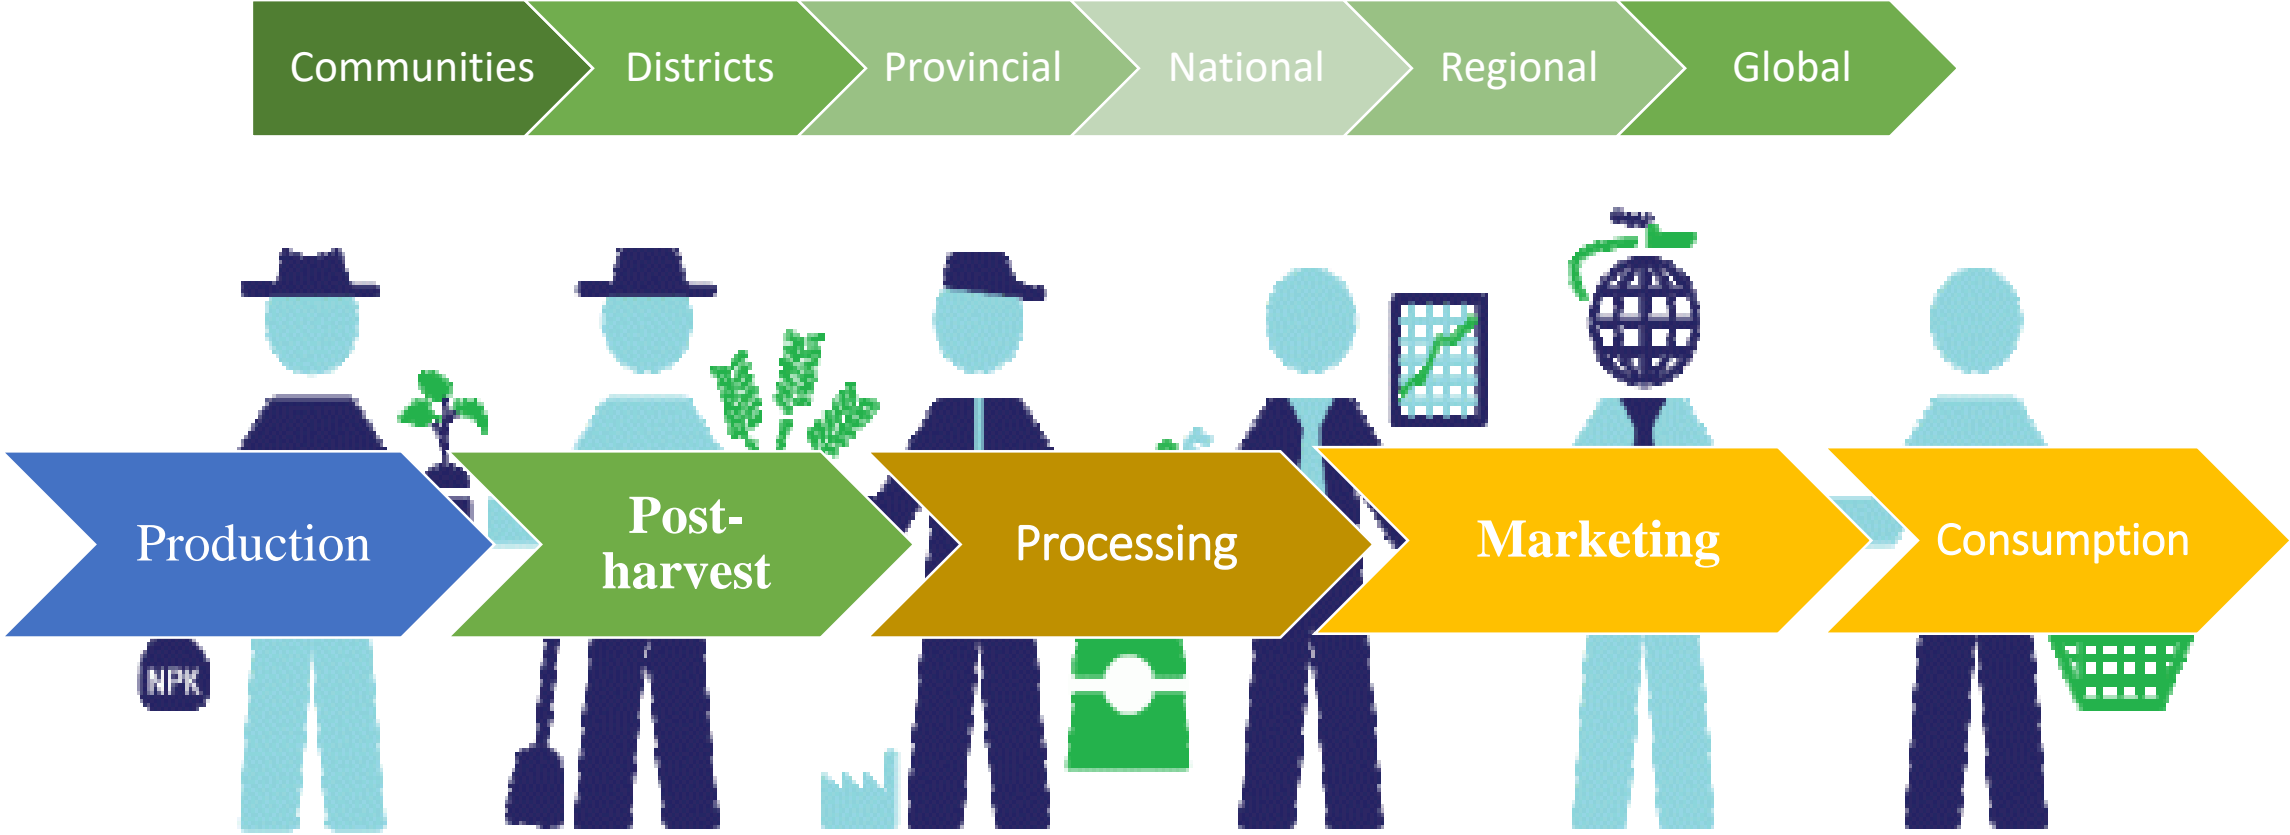 Communities
Districts
Provincial
National
Regional
Global
Production
Post-
harvest
Processing
Marketing
Consumption
NPK